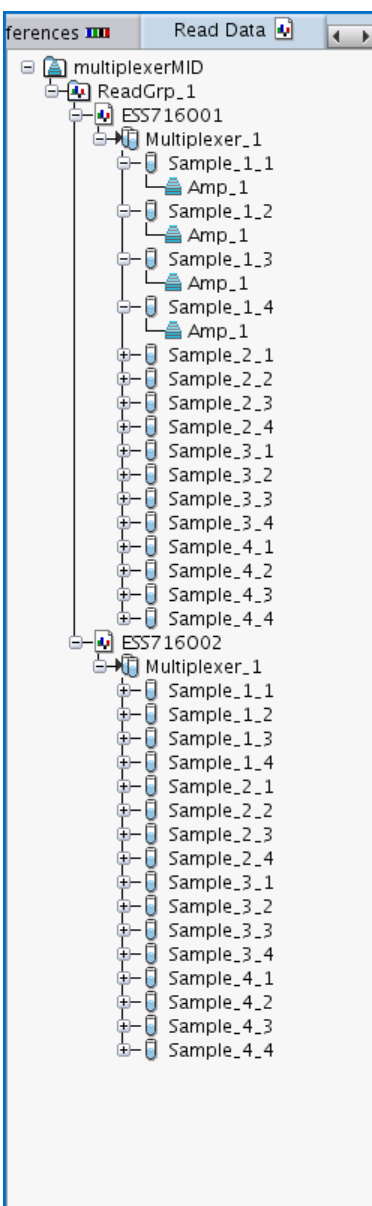 ferences Read Data
multiplexerMID
ReadGrp_1
ESS716O01
Multiplexer_1
Sample_1_1
Amp_1
Sample_1_2
Amp_1
Sample_1_3
Amp_1
Sample_1_4
Amp_1
Sample_2_1
Sample_2_2
Sample_2_3
Sample_2_4
Sample_3_1
Sample_3_2
Sample_3_3
Sample_3_4
Sample_4_1
Sample_4_2
Sample_4_3
Sample_4_4
ESS716O02
Multiplexer_1
Sample_1_1
Sample_1_2
Sample_1_3
Sample_1_4
Sample_2_1
Sample_2_2
Sample_2_3
Sample_2_4
Sample_3_1
Sample_3_2
Sample_3_3
Sample_3_4
Sample_4_1
Sample_4_2
Sample_4_3
Sample_4_4